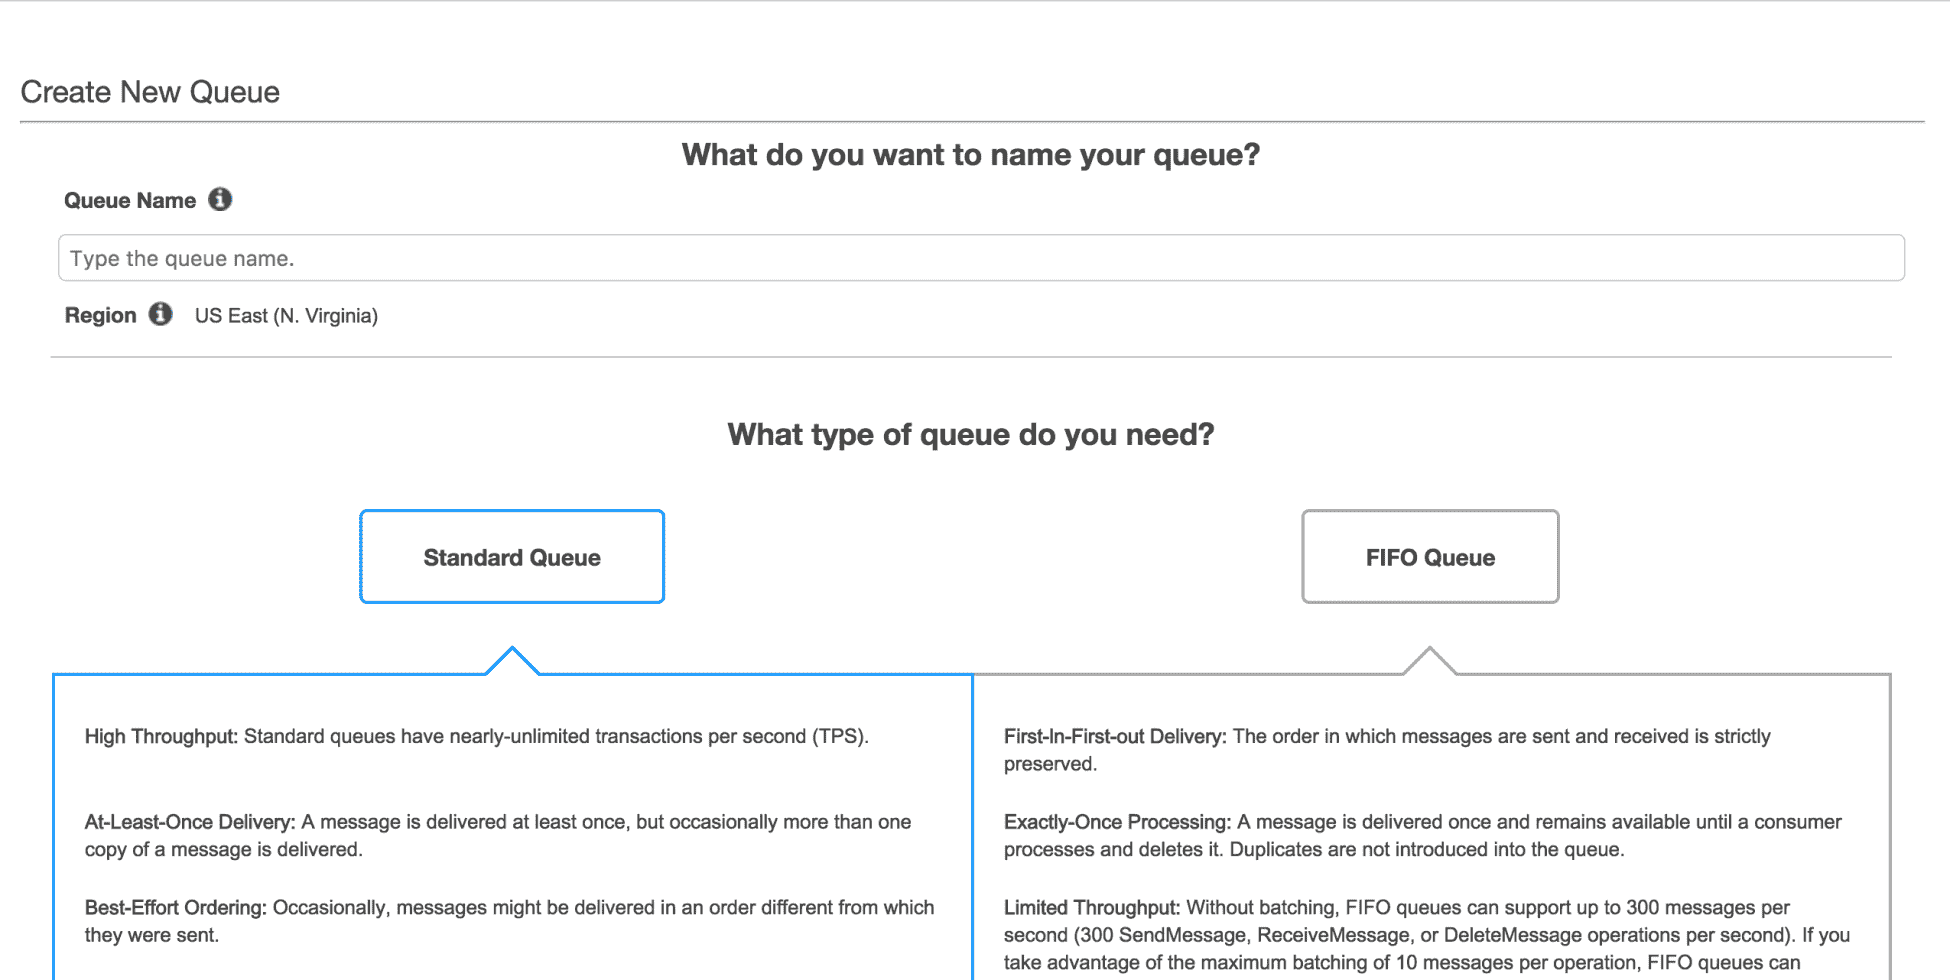 Create New Queue
What do you want to name your queue?
Queue Name
Type the queue name.
Region US East (N. Virginia)
What type of queue do you need?
Standard Queue
FIFO Queue
High Throughput: Standard queues have nearly-unlimited transactions per second (TPS).
At-Least-Once Delivery: A message is delivered at least once, but occasionally more than one
copy of a message is delivered.
Best-Effort Ordering: Occasionally, messages might be delivered in an order different from which
they were sent.
First-In-First-out Delivery: The order in which messages are sent and received is strictly
preserved.
Exactly-Once Processing: A message is delivered once and remains available until a consumer
processes and deletes it. Duplicates are not introduced into the queue.
Limited Throughput: Without batching, FIFO queues can support up to 300 messages per
second (300 SendMessage, ReceiveMessage, or DeleteMessage operations per second). If you
take advantage of the maximum batching of 10 messages per operation, FIFO queues can